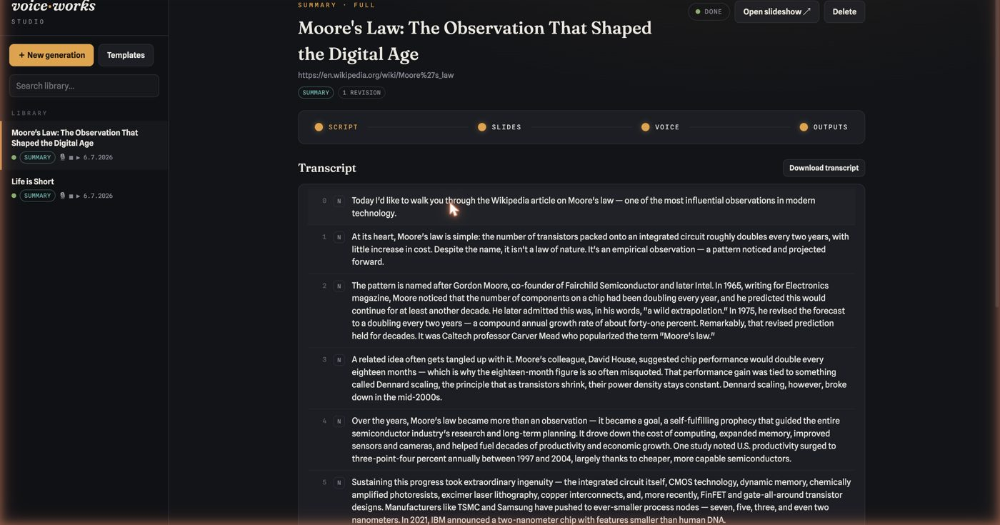 voice·works
STUDIO
+ New generation
Templates
Search library...
LIBRARY
Moore's Law: The Observation That
Shaped the Digital Age
SUMMARY 6.7.2026
Life is Short
SUMMARY 6.7.2026
SUMMARY · FULL
DONE
Open slideshow ↗
Delete
Moore's Law: The Observation That Shaped
the Digital Age
https://en.wikipedia.org/wiki/Moore%27s_law
SUMMARY 1 REVISION
SCRIPT SLIDES VOICE OUTPUTS
Transcript
Download transcript
0 N Today I'd like to walk you through the Wikipedia article on Moore's law — one of the most influential observations in modern
technology.
1 N At its heart, Moore's law is simple: the number of transistors packed onto an integrated circuit roughly doubles every two years, with
little increase in cost. Despite the name, it isn't a law of nature. It's an empirical observation — a pattern noticed and projected
forward.
2 N The pattern is named after Gordon Moore, co-founder of Fairchild Semiconductor and later Intel. In 1965, writing for Electronics
magazine, Moore noticed that the number of components on a chip had been doubling every year, and he predicted this would
continue for at least another decade. He later admitted this was, in his words, "a wild extrapolation." In 1975, he revised the forecast
to a doubling every two years — a compound annual growth rate of about forty-one percent. Remarkably, that revised prediction
held for decades. It was Caltech professor Carver Mead who popularized the term "Moore's law."
3 N A related idea often gets tangled up with it. Moore's colleague, David House, suggested chip performance would double every
eighteen months — which is why the eighteen-month figure is so often misquoted. That performance gain was tied to something
called Dennard scaling, the principle that as transistors shrink, their power density stays constant. Dennard scaling, however, broke
down in the mid-2000s.
4 N Over the years, Moore's law became more than an observation — it became a goal, a self-fulfilling prophecy that guided the entire
semiconductor industry's research and long-term planning. It drove down the cost of computing, expanded memory, improved
sensors and cameras, and helped fuel decades of productivity and economic growth. One study noted U.S. productivity surged to
three-point-four percent annually between 1997 and 2004, largely thanks to cheaper, more capable semiconductors.
5 N Sustaining this progress took extraordinary ingenuity — the integrated circuit itself, CMOS technology, dynamic memory, chemically
amplified photoresists, excimer laser lithography, copper interconnects, and, more recently, FinFET and gate-all-around transistor
designs. Manufacturers like TSMC and Samsung have pushed to ever-smaller process nodes — seven, five, three, and even two
nanometers. In 2021, IBM announced a two-nanometer chip with features smaller than human DNA.